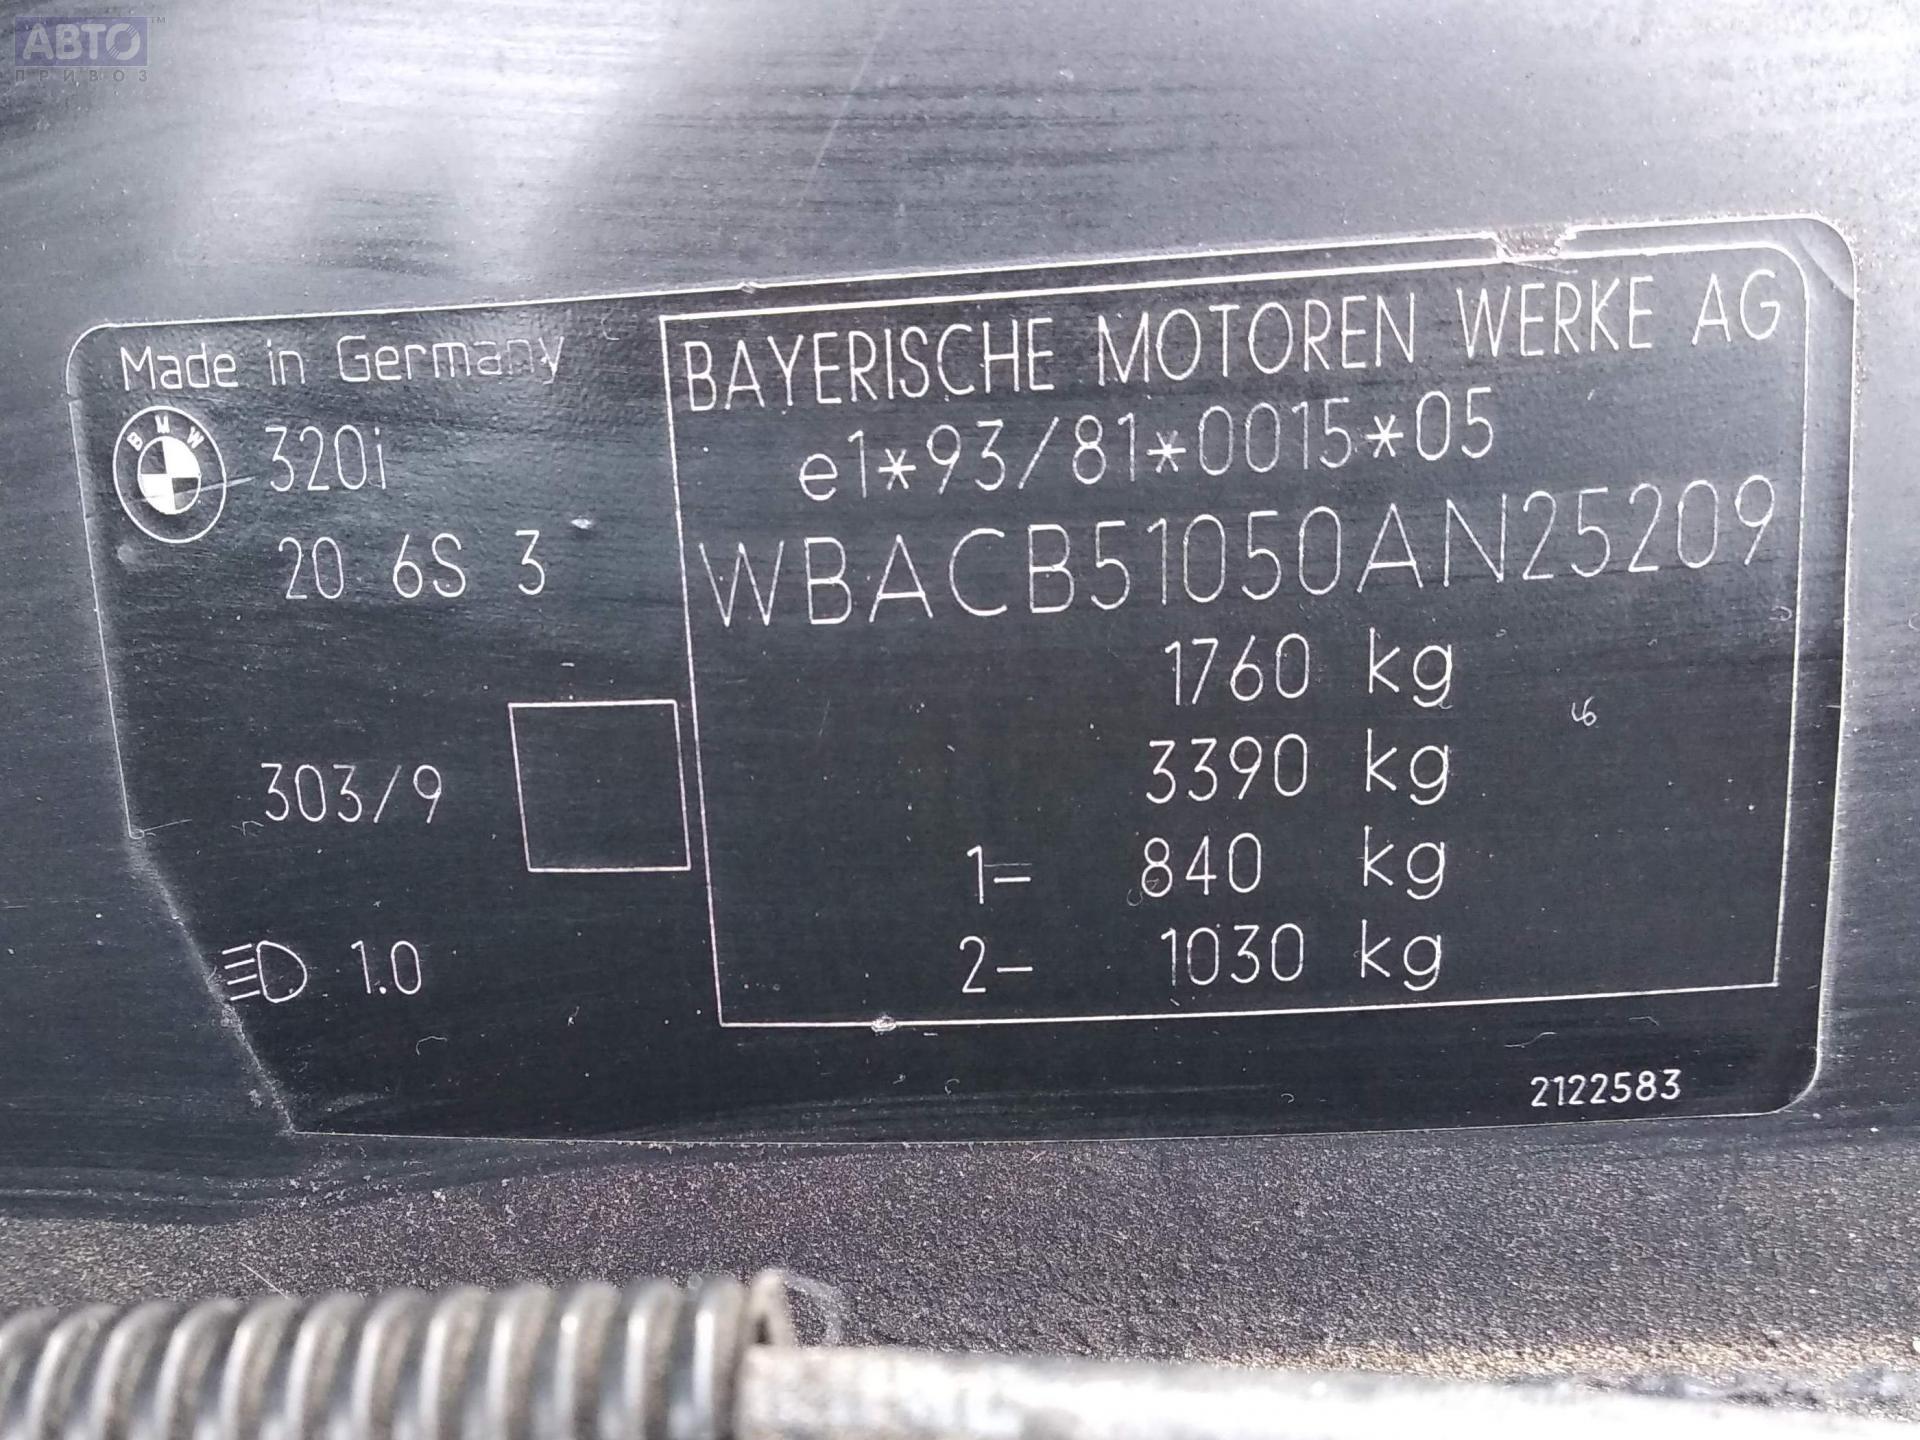 АВТО™
ПРИВОЗ
Made in Germany
BMW 320i
20 6S 3
303/9
1.0
BAYERISCHE MOTOREN WERKE AG
e1*93/81*0015*05
WBACB51050AN25209
1760 kg
3390 kg
1- 840 kg
2- 1030 kg
2122583